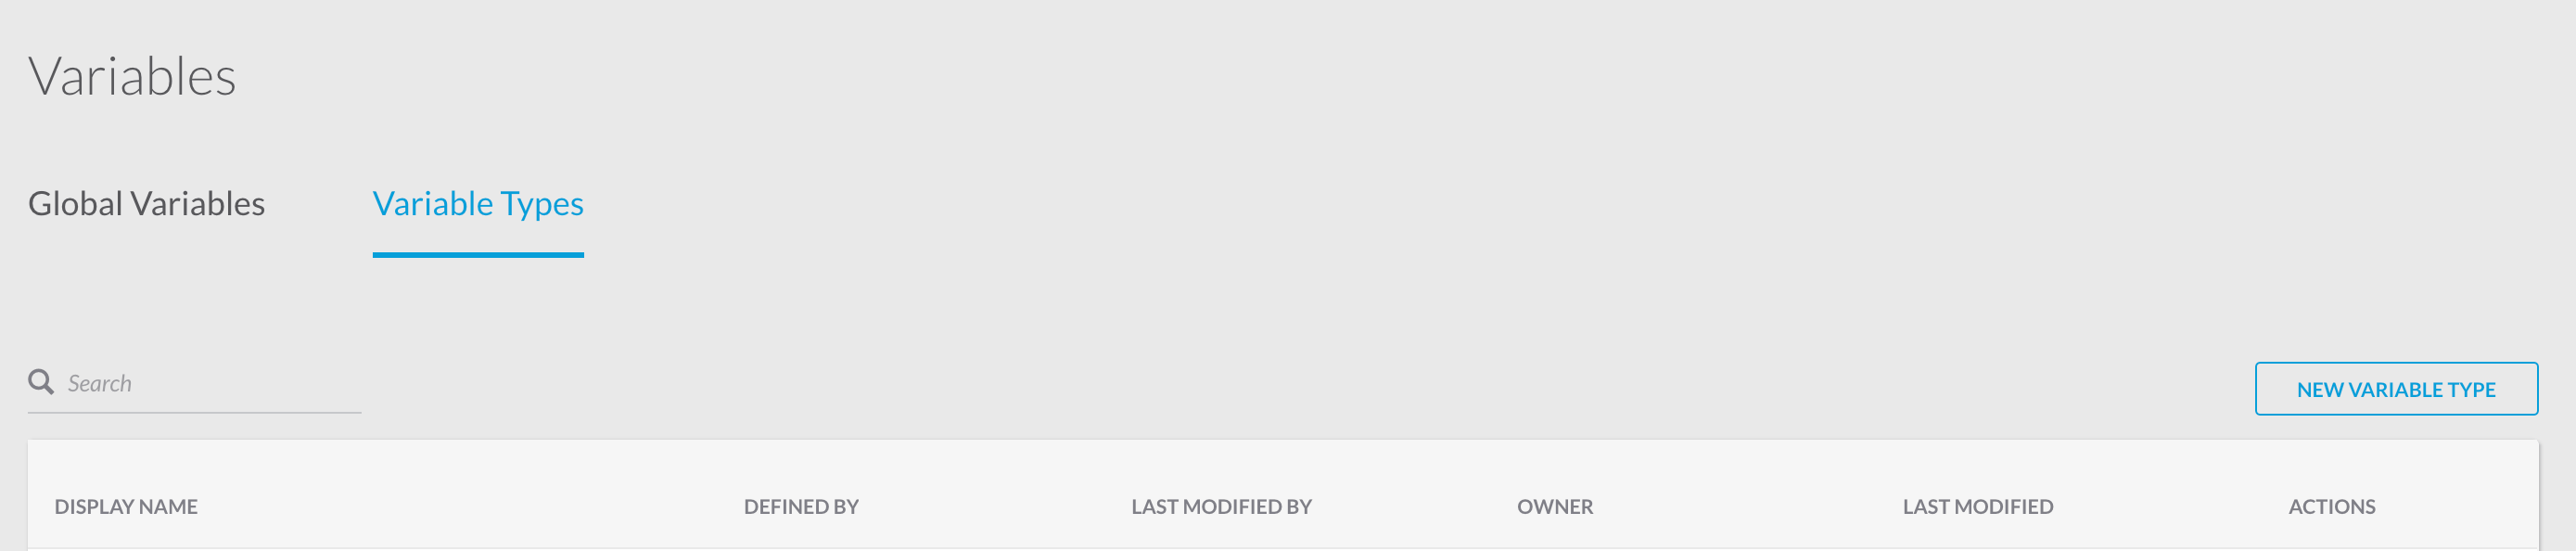 Variables
Global Variables Variable Types
Search
NEW VARIABLE TYPE
DISPLAY NAME DEFINED BY LAST MODIFIED BY OWNER LAST MODIFIED ACTIONS